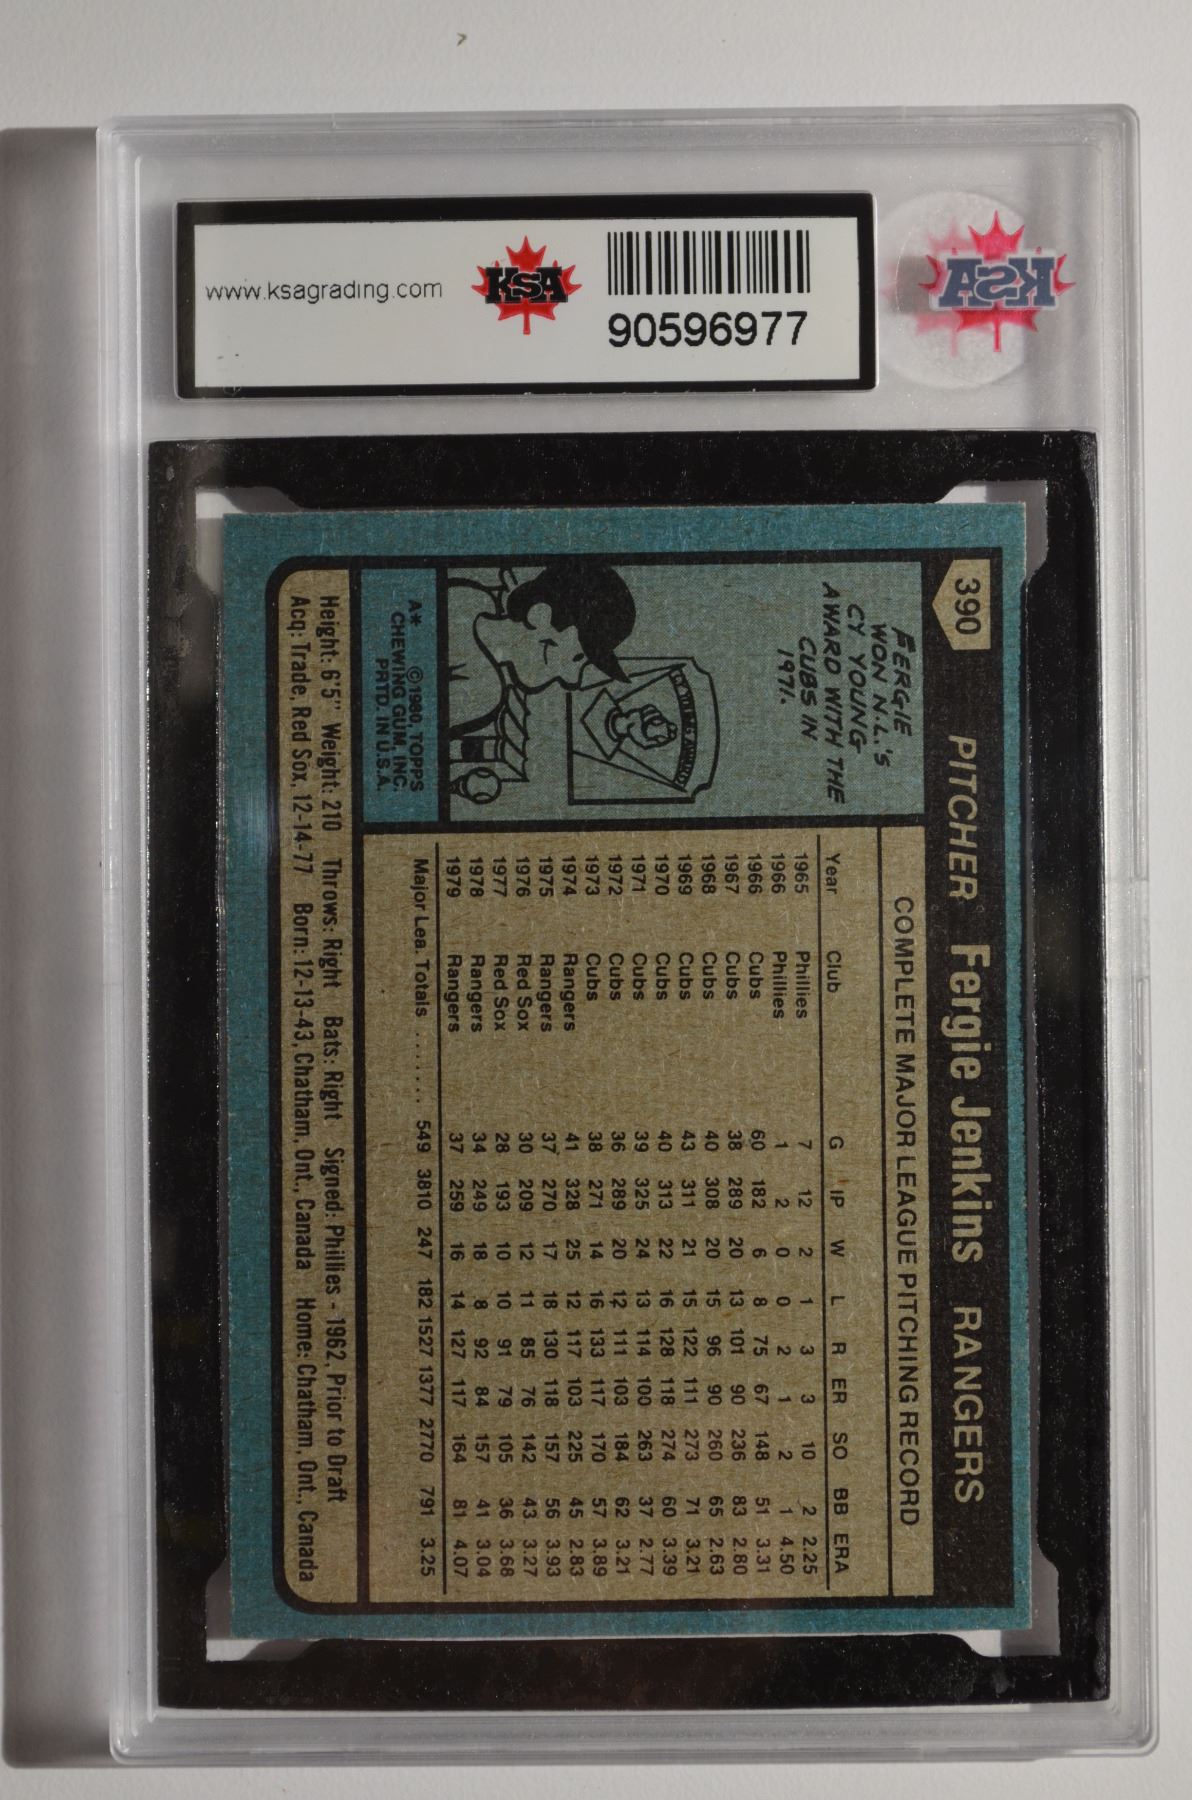 www.ksagrading.com
KSA
90596977
KSA
390 PITCHER Fergie Jenkins RANGERS
FERGIE
WON N.L.'s
CY YOUNG
AWARD WITH THE
CUBS IN
1971.
CY YOUNG AWARD
A* ©1980, TOPPS
CHEWING GUM, INC.
PRTD. IN U.S.A.
COMPLETE MAJOR LEAGUE PITCHING RECORD
Year Club G IP W L R ER SO BB ERA
1965 Phillies 7 12 2 1 3 3 10 2 2.25
1966 Phillies 1 2 0 0 2 1 2 1 4.50
1966 Cubs 60 182 6 8 75 67 148 51 3.31
1967 Cubs 38 289 20 13 101 90 236 83 2.80
1968 Cubs 40 308 20 15 96 90 260 65 2.63
1969 Cubs 43 311 21 15 122 111 273 71 3.21
1970 Cubs 40 313 22 16 128 118 274 60 3.39
1971 Cubs 39 325 24 13 114 100 263 37 2.77
1972 Cubs 36 289 20 12 111 103 184 62 3.21
1973 Cubs 38 271 14 16 133 117 170 57 3.89
1974 Rangers 41 328 25 12 117 103 225 45 2.83
1975 Rangers 37 270 17 18 130 118 157 56 3.93
1976 Red Sox 30 209 12 11 85 76 142 43 3.27
1977 Red Sox 28 193 10 10 91 79 105 36 3.68
1978 Rangers 34 249 18 8 92 84 157 41 3.04
1979 Rangers 37 259 16 14 127 117 164 81 4.07
Major Lea. Totals ...... 549 3810 247 182 1527 1377 2770 791 3.25
Height: 6'5" Weight: 210 Throws: Right Bats: Right Signed: Phillies - 1962, Prior to Draft
Acq: Trade, Red Sox, 12-14-77 Born: 12-13-43, Chatham, Ont., Canada Home: Chatham, Ont., Canada